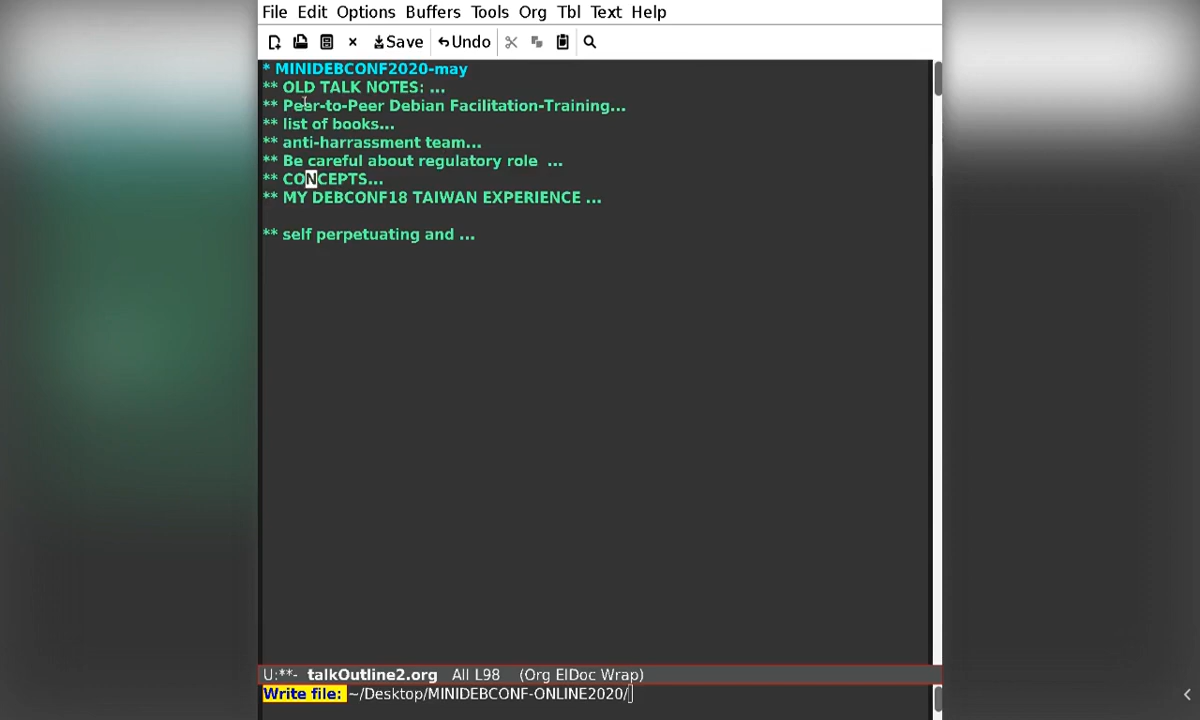 File Edit Options Buffers Tools Org Tbl Text Help
Save Undo
* MINIDEBCONF2020-may
** OLD TALK NOTES: ...
** Peer-to-Peer Debian Facilitation-Training...
** list of books...
** anti-harrassment team...
** Be careful about regulatory role ...
** CONCEPTS...
** MY DEBCONF18 TAIWAN EXPERIENCE ...
** self perpetuating and ...
U:**- talkOutline2.org All L98 (Org ElDoc Wrap)
Write file: ~/Desktop/MINIDEBCONF-ONLINE2020/